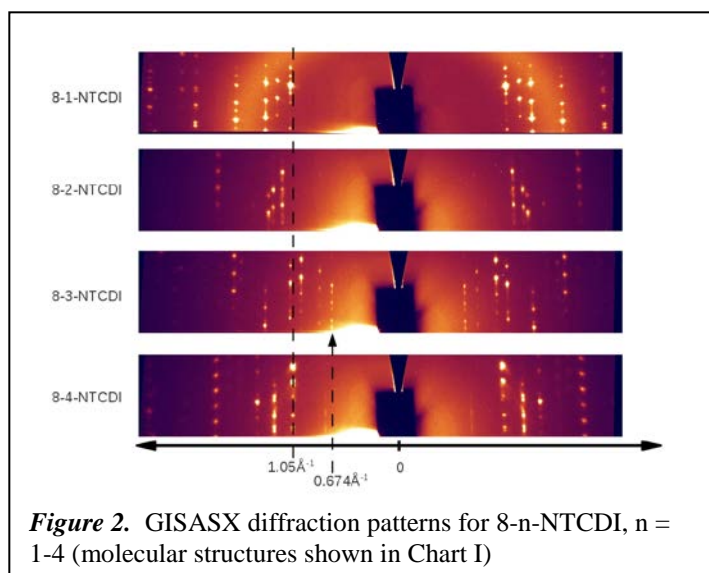 8-1-NTCDI
8-2-NTCDI
8-3-NTCDI
8-4-NTCDI
1.05Å⁻¹
0
0.674Å⁻¹
Figure 2. GISASX diffraction patterns for 8-n-NTCDI, n =
1-4 (molecular structures shown in Chart I)